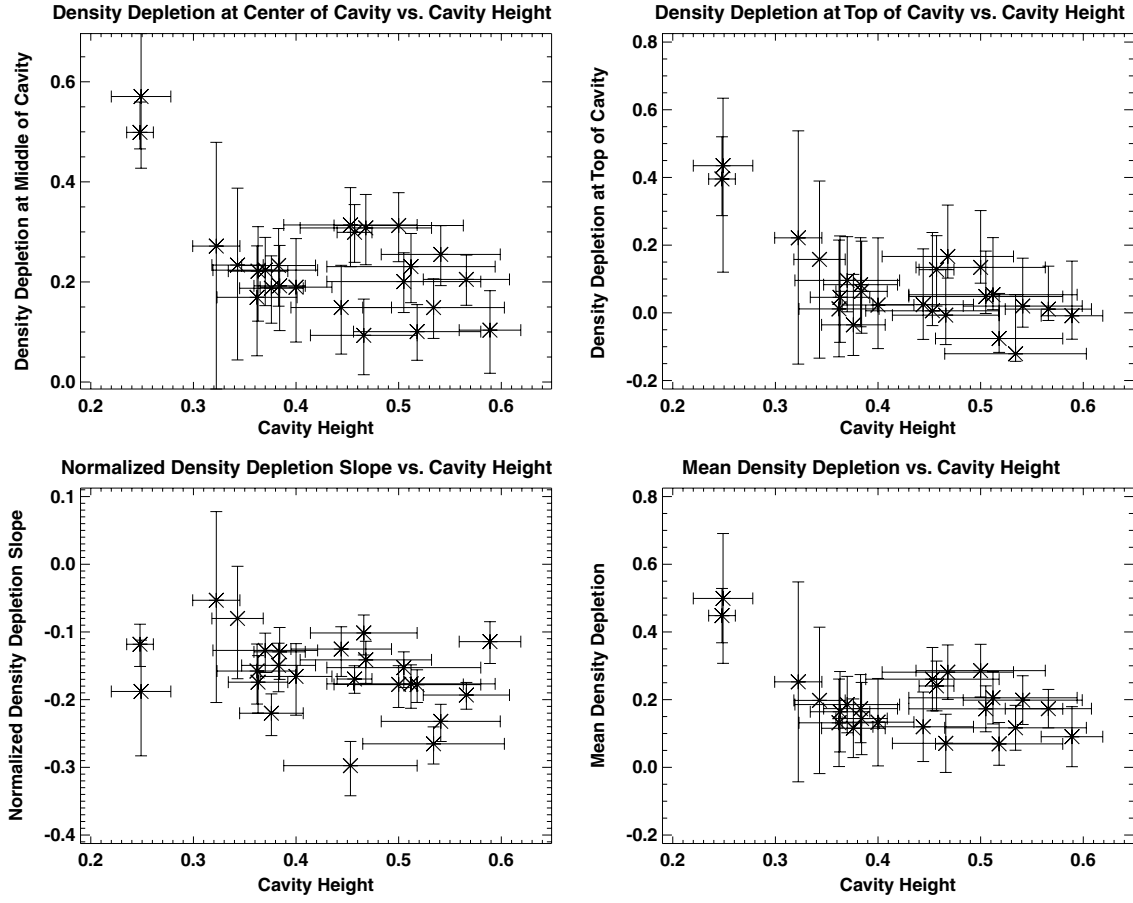 Density Depletion at Center of Cavity vs. Cavity Height
Density Depletion at Middle of Cavity
0.6
0.4
0.2
0.0
0.2 0.3 0.4 0.5 0.6
Cavity Height
Density Depletion at Top of Cavity vs. Cavity Height
Density Depletion at Top of Cavity
0.8
0.6
0.4
0.2
0.0
-0.2
0.2 0.3 0.4 0.5 0.6
Cavity Height
Normalized Density Depletion Slope vs. Cavity Height
Normalized Density Depletion Slope
0.1
0.0
-0.1
-0.2
-0.3
-0.4
0.2 0.3 0.4 0.5 0.6
Cavity Height
Mean Density Depletion vs. Cavity Height
Mean Density Depletion
0.8
0.6
0.4
0.2
0.0
-0.2
0.2 0.3 0.4 0.5 0.6
Cavity Height